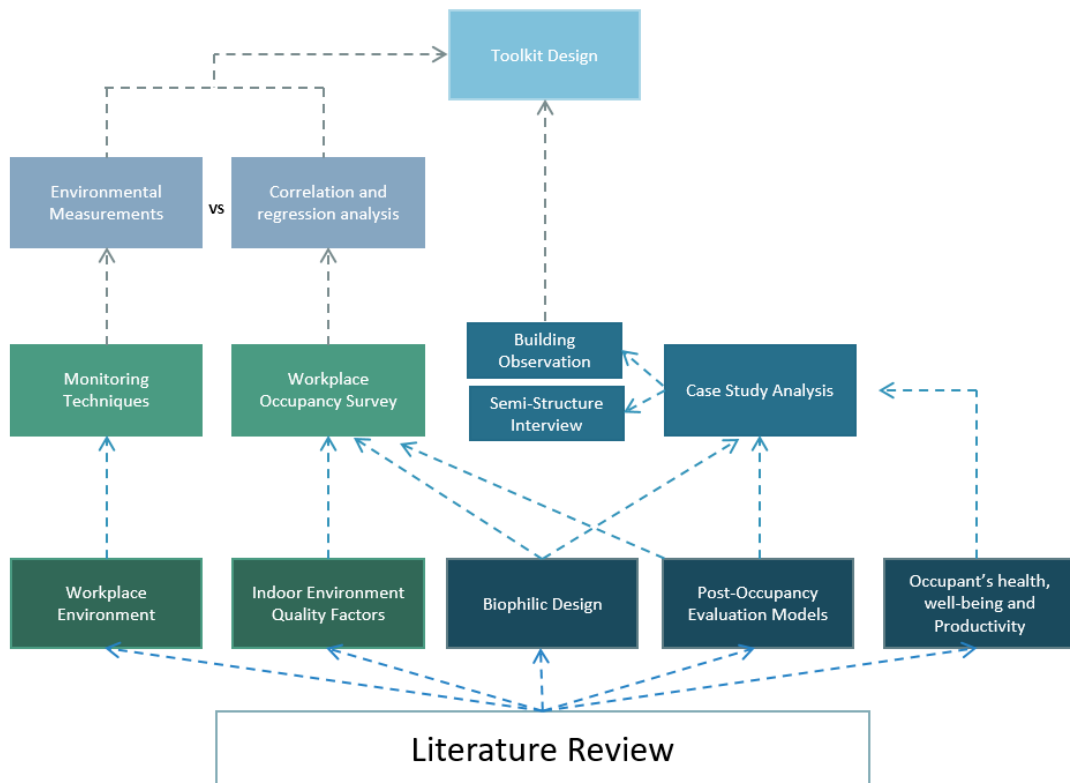 Toolkit Design
Environmental
Measurements
vs
Correlation and
regression analysis
Building
Observation
Monitoring
Techniques
Workplace
Occupancy Survey
Semi-Structure
Interview
Case Study Analysis
Workplace
Environment
Indoor Environment
Quality Factors
Biophilic Design
Post-Occupancy
Evaluation Models
Occupant’s health,
well-being and
Productivity
Literature Review